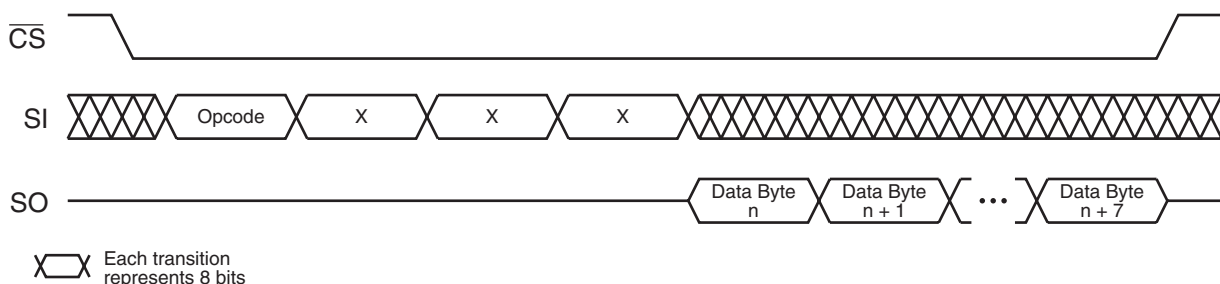 CS
SI
Opcode X X X
SO
Data Byte n
Data Byte n + 1
•••
Data Byte n + 7
Each transition
represents 8 bits